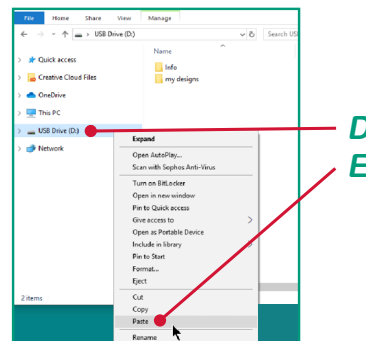 File Home Share View Manage
USB Drive (D:) Search USB
Name
Quick access
Info
Creative Cloud Files
my designs
OneDrive
This PC
USB Drive (D:)
D
Expand
Network
Open AutoPlay...
E
Scan with Sophos Anti-Virus
Turn on BitLocker
Open in new window
Pin to Quick access
Give access to
Open as Portable Device
Include in library
Pin to Start
Format...
Eject
2 items
Cut
Copy
Paste
Rename